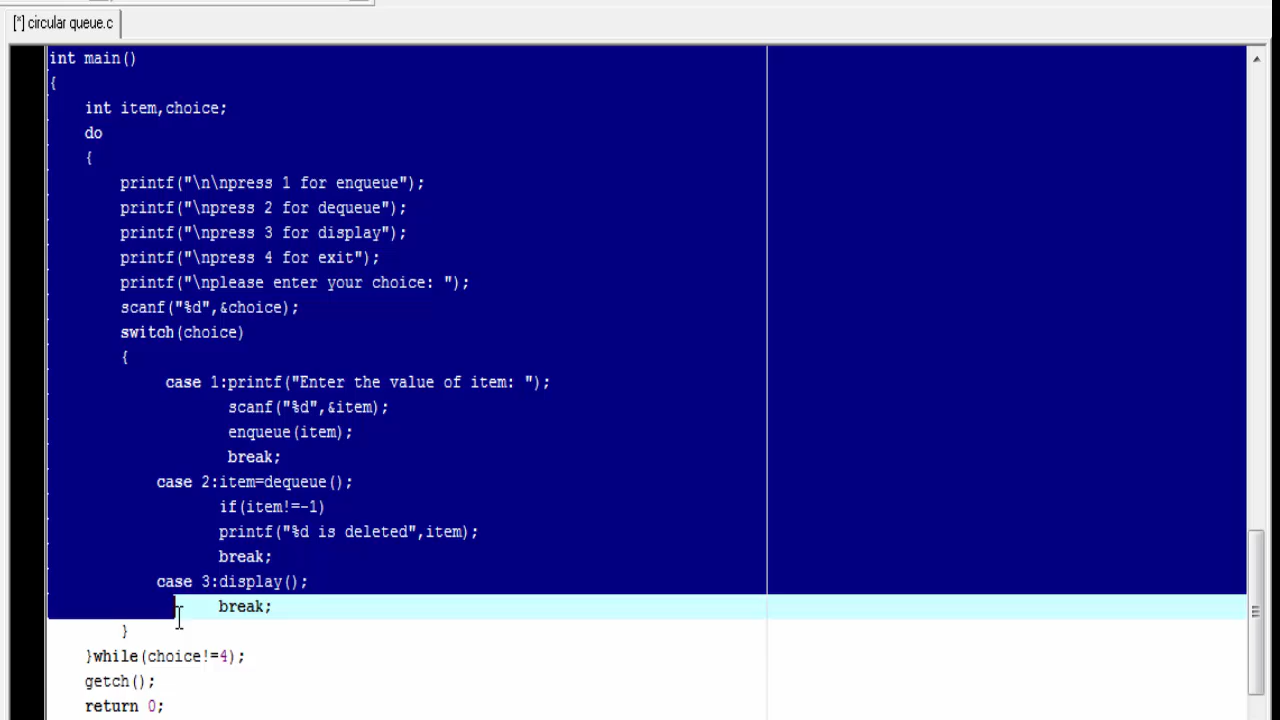 [*] circular queue.c
int main()
{
    int item,choice;
    do
    {
        printf("\n\npress 1 for enqueue");
        printf("\npress 2 for dequeue");
        printf("\npress 3 for display");
        printf("\npress 4 for exit");
        printf("\nplease enter your choice: ");
        scanf("%d",&choice);
        switch(choice)
        {
             case 1:printf("Enter the value of item: ");
                    scanf("%d",&item);
                    enqueue(item);
                    break;
            case 2:item=dequeue();
                   if(item!=-1)
                   printf("%d is deleted",item);
                   break;
            case 3:display();
                   break;
        }
    }while(choice!=4);
    getch();
    return 0;